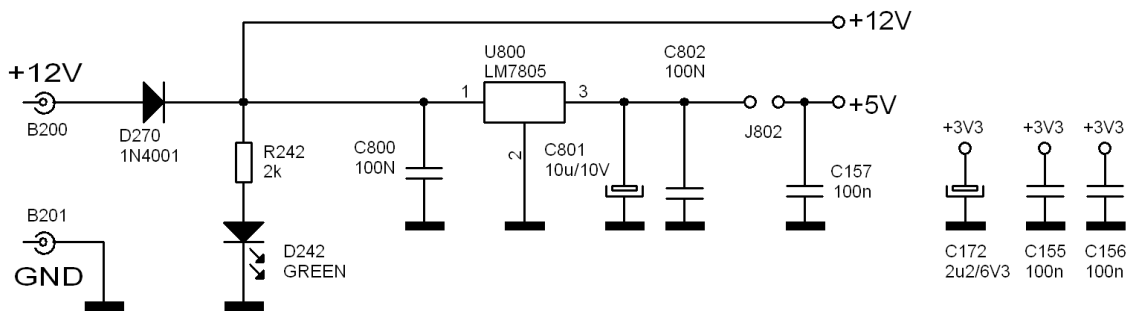 +12V
U800
LM7805
C802
100N
+12V
1
3
+5V
B200
D270
1N4001
J802
R242
2k
C800
100N
2
C801
10u/10V
C157
100n
+3V3
+3V3
+3V3
B201
GND
D242
GREEN
C172
2u2/6V3
C155
100n
C156
100n